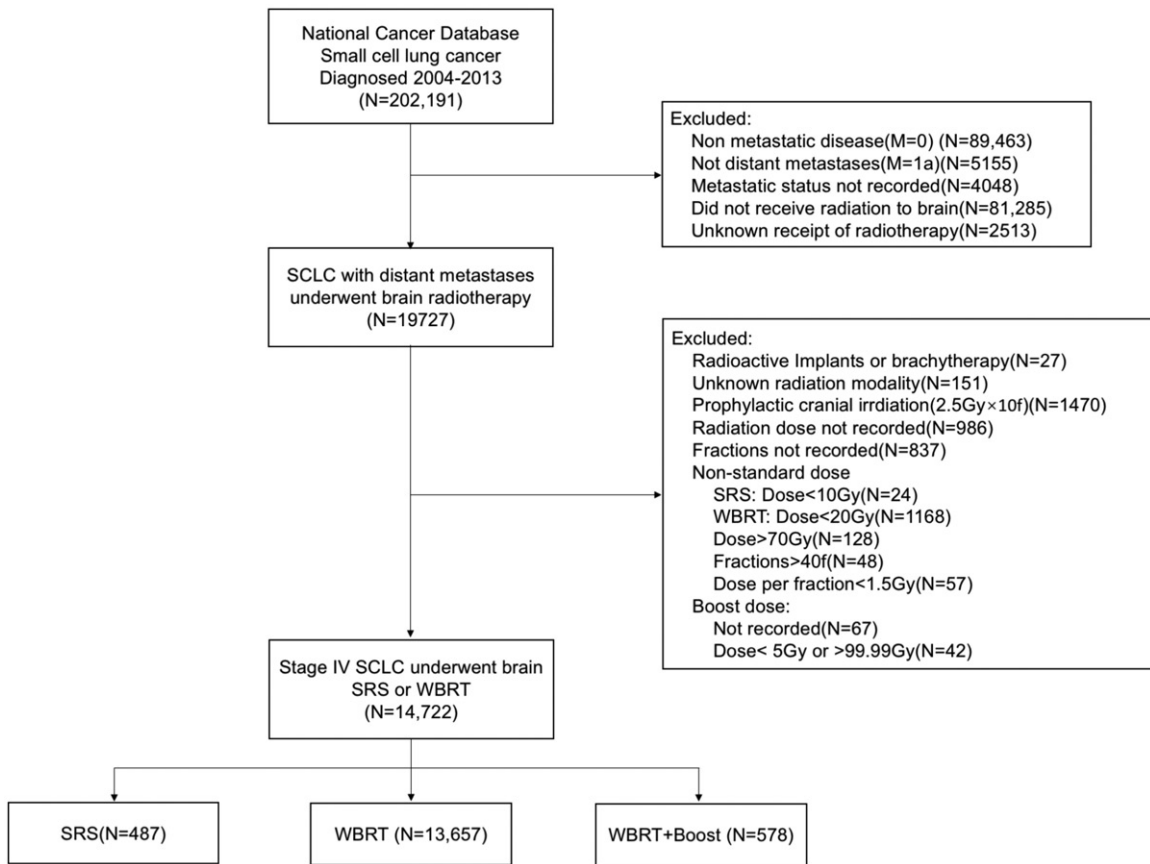 National Cancer Database
Small cell lung cancer
Diagnosed 2004-2013
(N=202,191)
Excluded:
Non metastatic disease(M=0) (N=89,463)
Not distant metastases(M=1a)(N=5155)
Metastatic status not recorded(N=4048)
Did not receive radiation to brain(N=81,285)
Unknown receipt of radiotherapy(N=2513)
SCLC with distant metastases
underwent brain radiotherapy
(N=19727)
Excluded:
Radioactive Implants or brachytherapy(N=27)
Unknown radiation modality(N=151)
Prophylactic cranial irrdiation(2.5Gy×10f)(N=1470)
Radiation dose not recorded(N=986)
Fractions not recorded(N=837)
Non-standard dose
SRS: Dose<10Gy(N=24)
WBRT: Dose<20Gy(N=1168)
Dose>70Gy(N=128)
Fractions>40f(N=48)
Dose per fraction<1.5Gy(N=57)
Boost dose:
Not recorded(N=67)
Dose< 5Gy or >99.99Gy(N=42)
Stage IV SCLC underwent brain
SRS or WBRT
(N=14,722)
SRS(N=487)
WBRT (N=13,657)
WBRT+Boost (N=578)